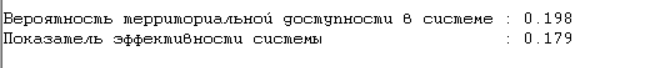 Вероятность территориальной доступности в системе : 0.198
Показатель эффективности системы : 0.179